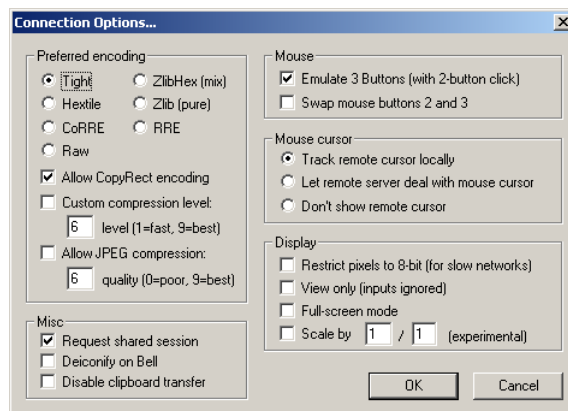 Connection Options...
Preferred encoding
Tight
ZlibHex (mix)
Hextile
Zlib (pure)
CoRRE
RRE
Raw
Allow CopyRect encoding
Custom compression level:
6 level (1=fast, 9=best)
Allow JPEG compression:
6 quality (0=poor, 9=best)
Misc
Request shared session
Deiconify on Bell
Disable clipboard transfer
Mouse
Emulate 3 Buttons (with 2-button click)
Swap mouse buttons 2 and 3
Mouse cursor
Track remote cursor locally
Let remote server deal with mouse cursor
Don't show remote cursor
Display
Restrict pixels to 8-bit (for slow networks)
View only (inputs ignored)
Full-screen mode
Scale by 1 / 1 (experimental)
OK
Cancel